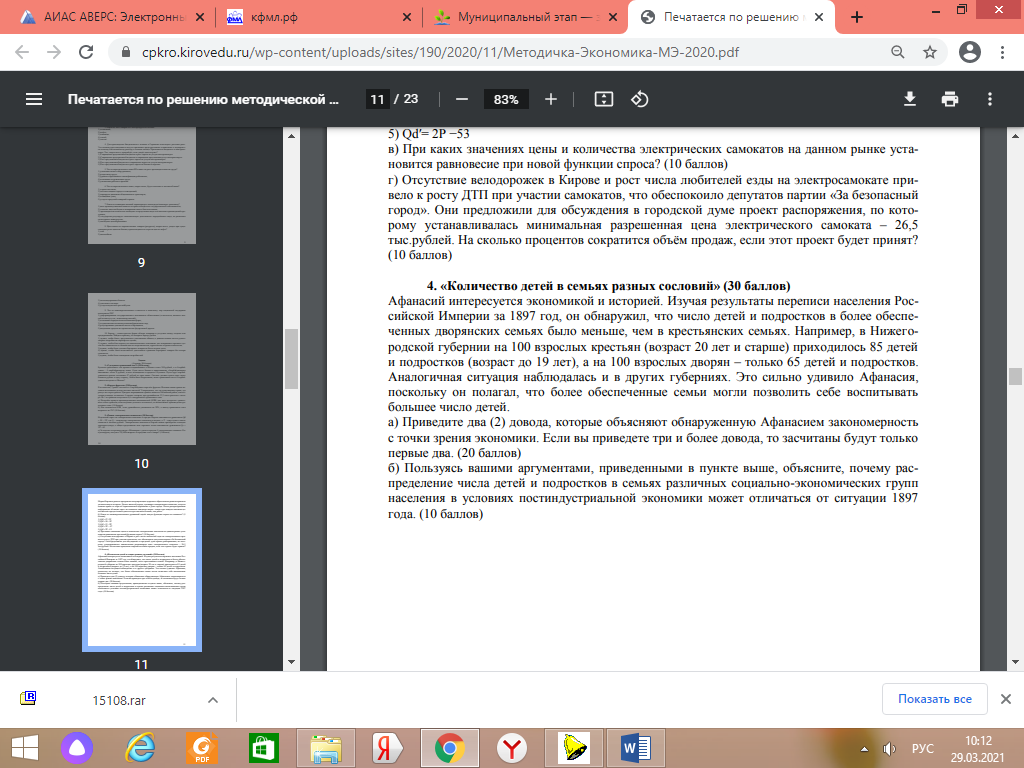 АИАС АВЕРС: Электроннь
кфмл.рф
Муниципальный этап — з
Печатается по решению
cpkro.kirovedu.ru/wp-content/uploads/sites/190/2020/11/Методичка-Экономика-МЭ-2020.pdf
Печатается по решению методической ...
11 / 23
83%
5) Qd'= 2P −53
в) При каких значениях цены и количества электрических самокатов на данном рынке уста-
новится равновесие при новой функции спроса? (10 баллов)
г) Отсутствие велодорожек в Кирове и рост числа любителей езды на электросамокате при-
вело к росту ДТП при участии самокатов, что обеспокоило депутатов партии «За безопасный
город». Они предложили для обсуждения в городской думе проект распоряжения, по кото-
рому устанавливалась минимальная разрешенная цена электрического самоката – 26,5
тыс.рублей. На сколько процентов сократится объём продаж, если этот проект будет принят?
(10 баллов)
4. «Количество детей в семьях разных сословий» (30 баллов)
Афанасий интересуется экономикой и историей. Изучая результаты переписи населения Рос-
сийской Империи за 1897 год, он обнаружил, что число детей и подростков в более обеспе-
ченных дворянских семьях было меньше, чем в крестьянских семьях. Например, в Нижего-
родской губернии на 100 взрослых крестьян (возраст 20 лет и старше) приходилось 85 детей
и подростков (возраст до 19 лет), а на 100 взрослых дворян – только 65 детей и подростков.
Аналогичная ситуация наблюдалась и в других губерниях. Это сильно удивило Афанасия,
поскольку он полагал, что более обеспеченные семьи могли позволить себе воспитывать
большее число детей.
а) Приведите два (2) довода, которые объясняют обнаруженную Афанасием закономерность
с точки зрения экономики. Если вы приведете три и более довода, то засчитаны будут только
первые два. (20 баллов)
б) Пользуясь вашими аргументами, приведенными в пункте выше, объясните, почему рас-
пределение числа детей и подростков в семьях различных социально-экономических групп
населения в условиях постиндустриальной экономики может отличаться от ситуации 1897
года. (10 баллов)
9
10
11
15108.rar
Показать все
РУС
10:12
29.03.2021